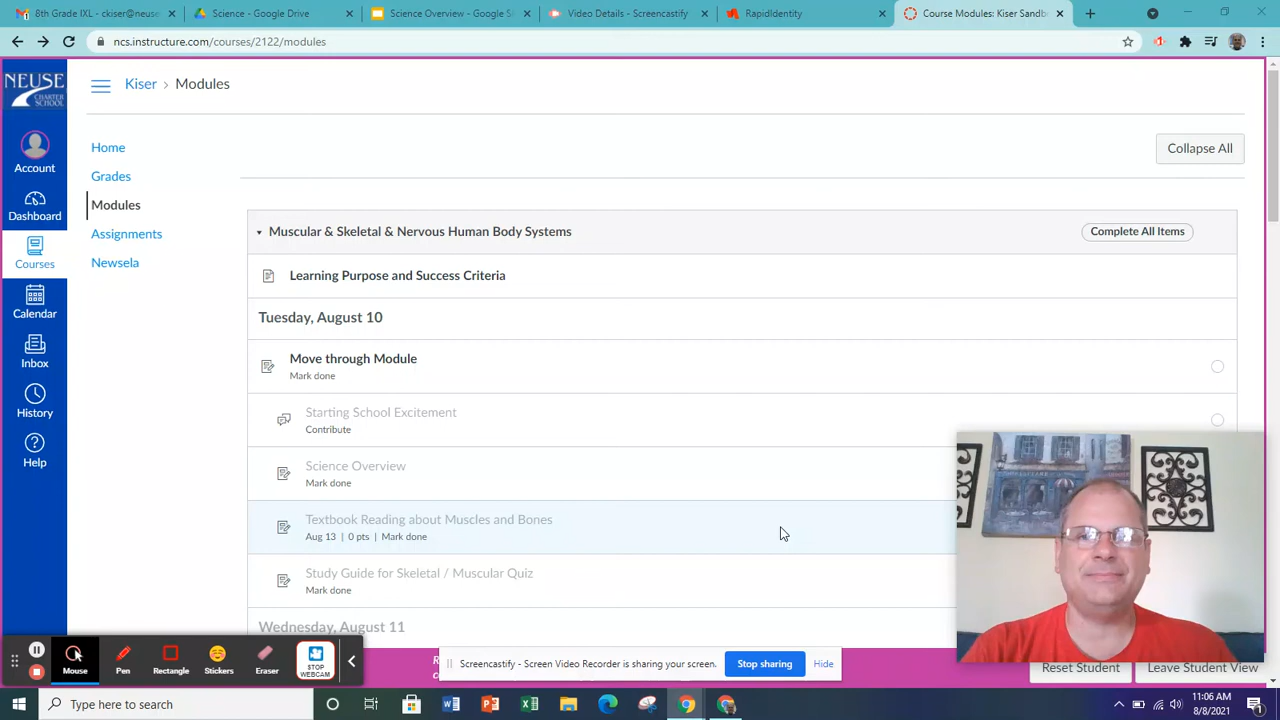 8th Grade IXL - ckiser@neus
Science - Google Drive
Science Overview - Google S
Video Details - Screencastify
RapidIdentity
Course Modules: Kiser Sandb
ncs.instructure.com/courses/2122/modules
NEUSE
CHARTER
SCHOOL
Kiser > Modules
Account
Dashboard
Courses
Calendar
Inbox
History
Help
Home
Grades
Modules
Assignments
Newsela
Collapse All
Muscular & Skeletal & Nervous Human Body Systems
Complete All Items
Learning Purpose and Success Criteria
Tuesday, August 10
Move through Module
Mark done
Starting School Excitement
Contribute
Science Overview
Mark done
Textbook Reading about Muscles and Bones
Aug 13 | 0 pts | Mark done
Study Guide for Skeletal / Muscular Quiz
Mark done
Wednesday, August 11
Mouse
Pen
Rectangle
Stickers
Eraser
STOP
WEBCAM
Screencastify - Screen Video Recorder is sharing your screen.
Stop sharing
Hide
Reset Student
Leave Student View
Type here to search
11:06 AM
8/8/2021